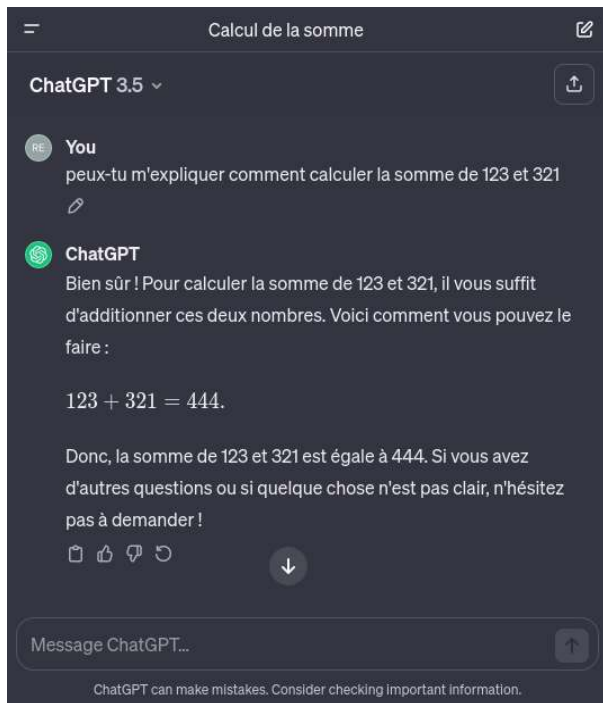 Calcul de la somme
ChatGPT 3.5
RE
You
peux-tu m'expliquer comment calculer la somme de 123 et 321
ChatGPT
Bien sûr ! Pour calculer la somme de 123 et 321, il vous suffit
d'additionner ces deux nombres. Voici comment vous pouvez le
faire :
123 + 321 = 444.
Donc, la somme de 123 et 321 est égale à 444. Si vous avez
d'autres questions ou si quelque chose n'est pas clair, n'hésitez
pas à demander !
Message ChatGPT...
ChatGPT can make mistakes. Consider checking important information.